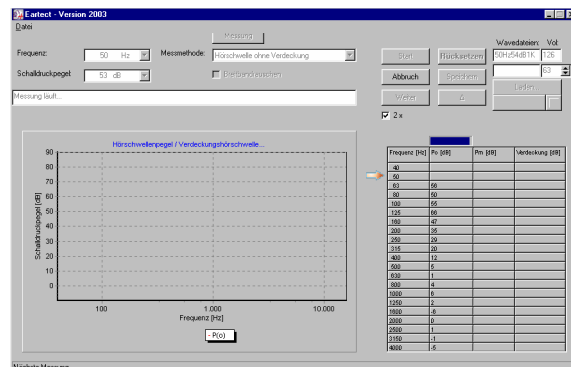 Eartect - Version 2003
Datei
Messung
Frequenz: 50 Hz Messmethode: Hörschwelle ohne Verdeckung
Schalldruckpegel: 53 dB Breitbandrauschen
Messung läuft...
Wavedateien: Vol:
Start Rücksetzen 50Hz54dB1K 126
Abbruch Speichern 63
Laden
Weiter Δ
2 x
Hörschwellenpegel / Verdeckungshörschwelle...
90
80
70
60
50
40
30
20
10
0
Schalldruckpegel [dB]
100 1.000 10.000
Frequenz [Hz]
- P(o)
Frequenz [Hz] Po [dB] Pm [dB] Verdeckung [dB]
40
50
63 56
80 50
100 55
125 66
160 47
200 35
250 29
315 20
400 12
500 5
630 1
800 4
1000 6
1250 2
1600 -6
2000 0
2500 1
3150 -1
4000 -5
Nächste Messung